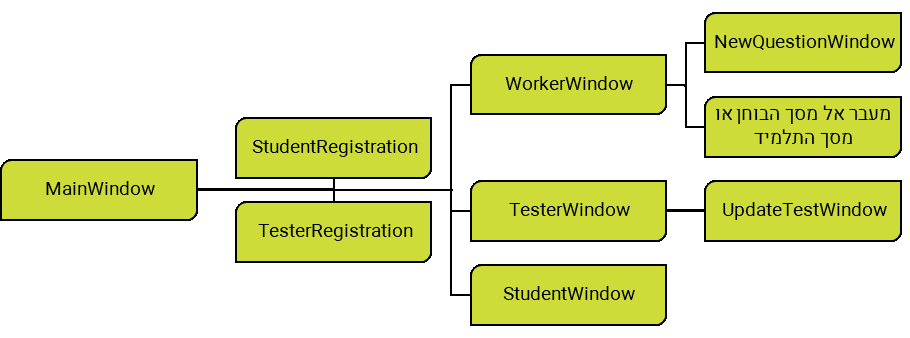 MainWindow
StudentRegistration
TesterRegistration
WorkerWindow
TesterWindow
StudentWindow
NewQuestionWindow
מעבר אל מסך הבוחן או
מסך התלמיד
UpdateTestWindow